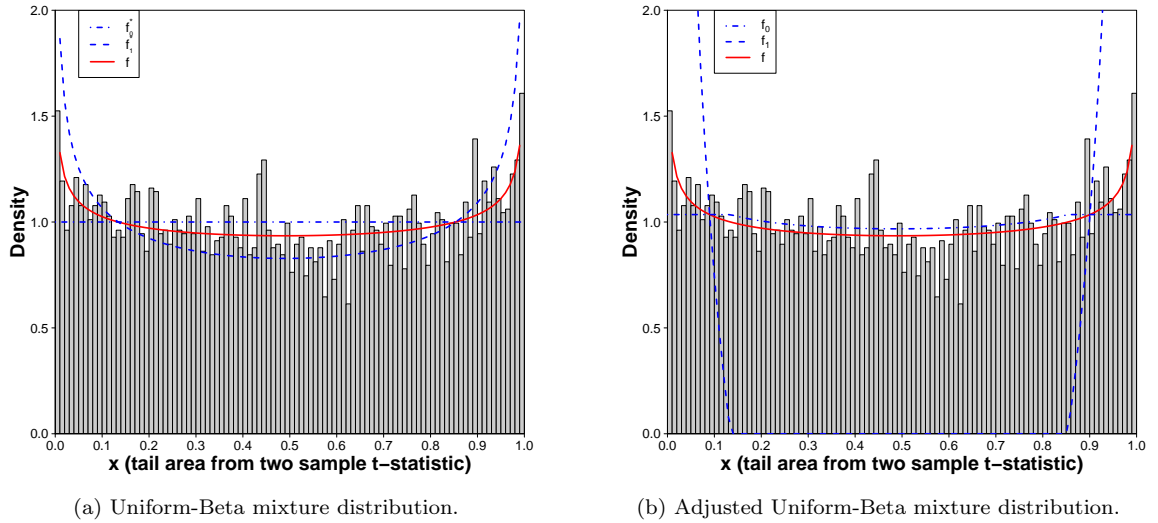 2.0
1.5
1.0
0.5
0.0
Density
f₀*
f₁
f
0.0 0.1 0.2 0.3 0.4 0.5 0.6 0.7 0.8 0.9 1.0
x (tail area from two sample t−statistic)
(a) Uniform-Beta mixture distribution.
2.0
1.5
1.0
0.5
0.0
Density
f₀
f₁
f
0.0 0.1 0.2 0.3 0.4 0.5 0.6 0.7 0.8 0.9 1.0
x (tail area from two sample t−statistic)
(b) Adjusted Uniform-Beta mixture distribution.